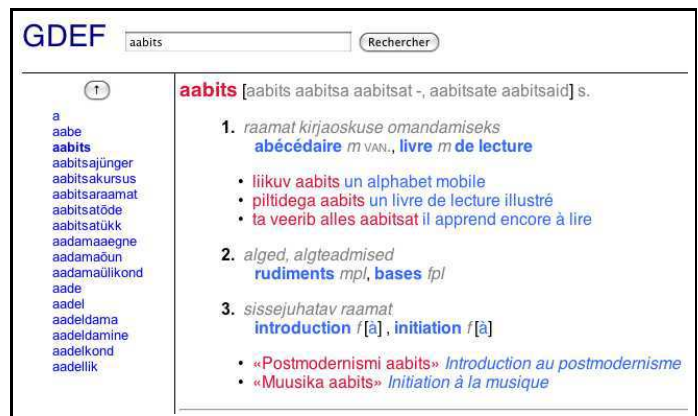 GDEF aabits Rechercher
↑
a
aabe
aabits
aabitsajünger
aabitsakursus
aabitsaraamat
aabitsatõde
aabitsatükk
aadamaaegne
aadamaõun
aadamaülikond
aade
aadel
aadeldama
aadeldamine
aadelkond
aadellik
aabits [aabits aabitsa aabitsat -, aabitsate aabitsaid] s.
1. raamat kirjaoskuse omandamiseks
abécédaire m VAN., livre m de lecture
• liikuv aabits un alphabet mobile
• piltidega aabits un livre de lecture illustré
• ta veerib alles aabitsat il apprend encore à lire
2. alged, algteadmised
rudiments mpl, bases fpl
3. sissejuhatav raamat
introduction f [à] , initiation f [à]
• «Postmodernismi aabits» Introduction au postmodernisme
• «Muusika aabits» Initiation à la musique